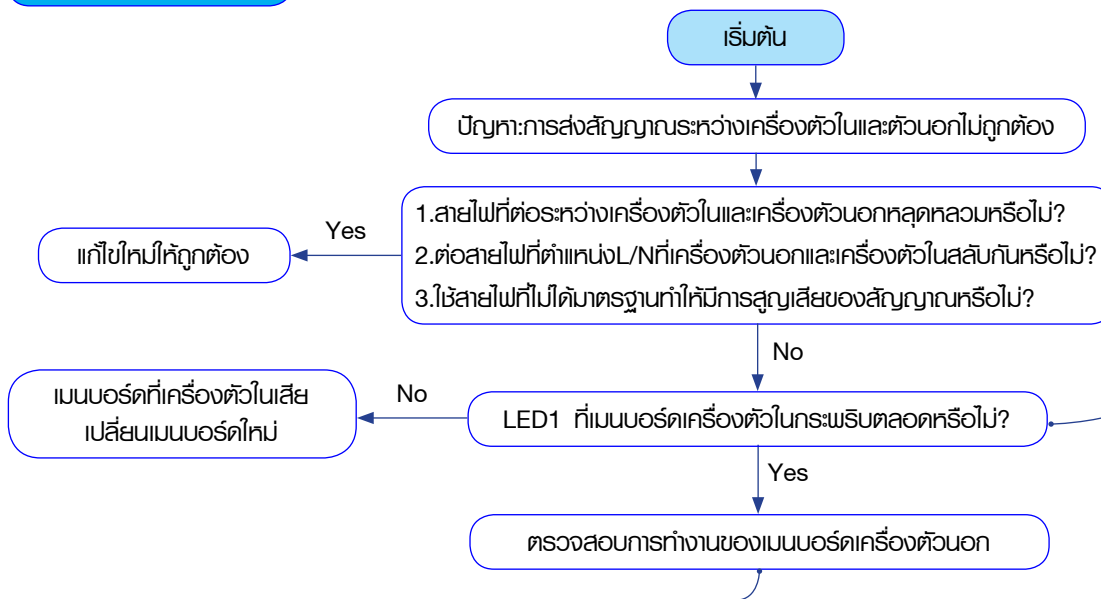 เริ่มต้น
ปัญหา:การส่งสัญญาณระหว่างเครื่องตัวในและตัวนอกไม่ถูกต้อง
1.สายไฟที่ต่อระหว่างเครื่องตัวในและเครื่องตัวนอกหลุดหลวมหรือไม่?
2.ต่อสายไฟที่ตำแหน่งL/Nที่เครื่องตัวนอกและเครื่องตัวในสลับกันหรือไม่?
3.ใช้สายไฟที่ไม่ได้มาตรฐานทำให้มีการสูญเสียของสัญญาณหรือไม่?
Yes
แก้ไขใหม่ให้ถูกต้อง
No
LED1 ที่เมนบอร์ดเครื่องตัวในกระพริบตลอดหรือไม่?
No
เมนบอร์ดที่เครื่องตัวในเสีย
เปลี่ยนเมนบอร์ดใหม่
Yes
ตรวจสอบการทำงานของเมนบอร์ดเครื่องตัวนอก